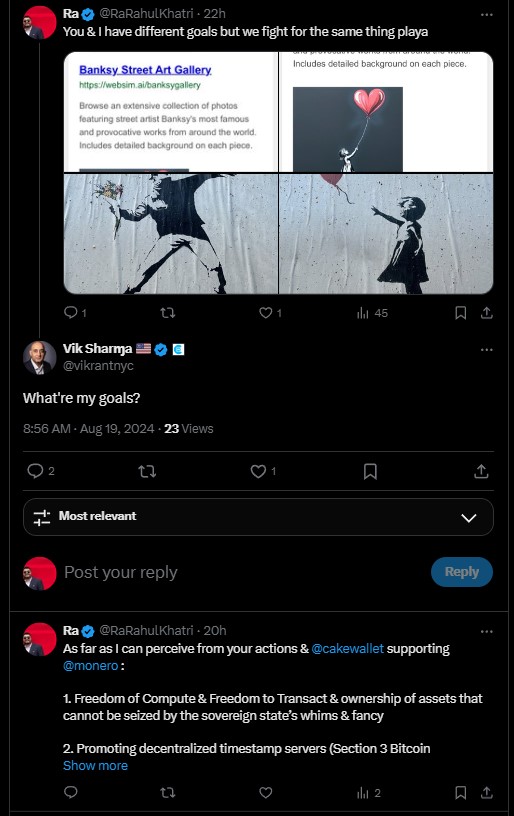 Ra @RaRahulKhatri · 22h
You & I have different goals but we fight for the same thing playa
Banksy Street Art Gallery
https://websim.ai/banksygallery
Browse an extensive collection of photos
featuring street artist Banksy's most famous
and provocative works from around the world.
Includes detailed background on each piece.
and provocative works from around the world.
Includes detailed background on each piece.
1 1 45
Vik Sharma
@vikrantnyc
What're my goals?
8:56 AM · Aug 19, 2024 · 23 Views
2 1
Most relevant
Post your reply
Reply
Ra @RaRahulKhatri · 20h
As far as I can perceive from your actions & @cakewallet supporting
@monero :
1. Freedom of Compute & Freedom to Transact & ownership of assets that
cannot be seized by the sovereign state's whims & fancy
2. Promoting decentralized timestamp servers (Section 3 Bitcoin
Show more
2